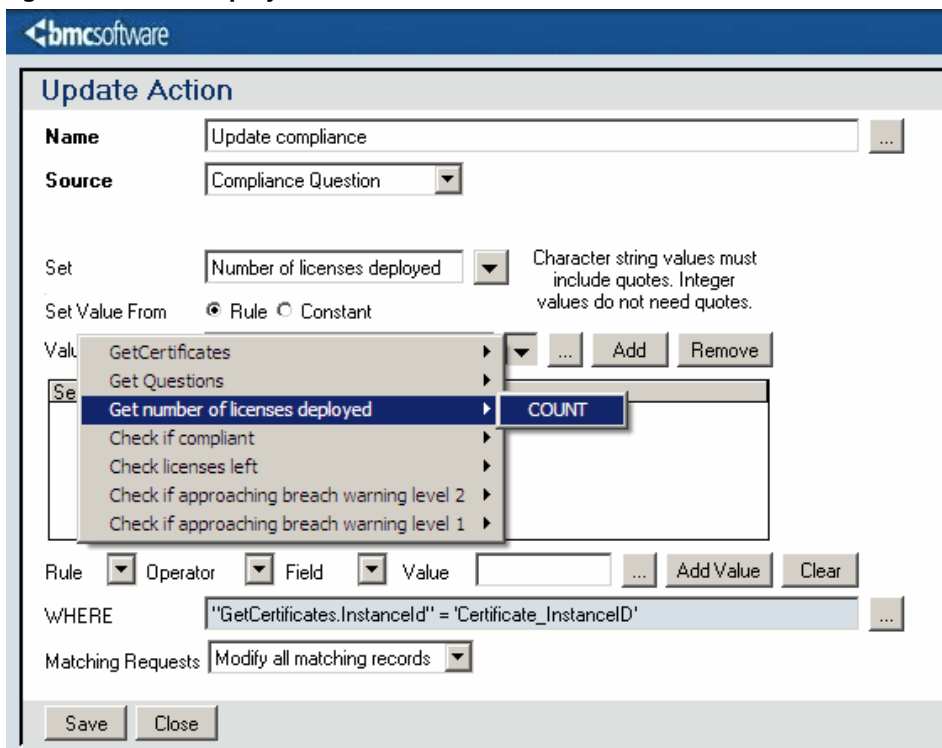 bmcsoftware
Update Action
Name Update compliance ...
Source Compliance Question
Set Number of licenses deployed Character string values must
include quotes. Integer
values do not need quotes.
Set Value From Rule Constant
Valu ... Add Remove
GetCertificates
Get Questions
Se
Get number of licenses deployed COUNT
Check if compliant
Check licenses left
Check if approaching breach warning level 2
Check if approaching breach warning level 1
Rule Operator Field Value ... Add Value Clear
WHERE "GetCertificates.InstanceId" = 'Certificate_InstanceID' ...
Matching Requests Modify all matching records
Save Close